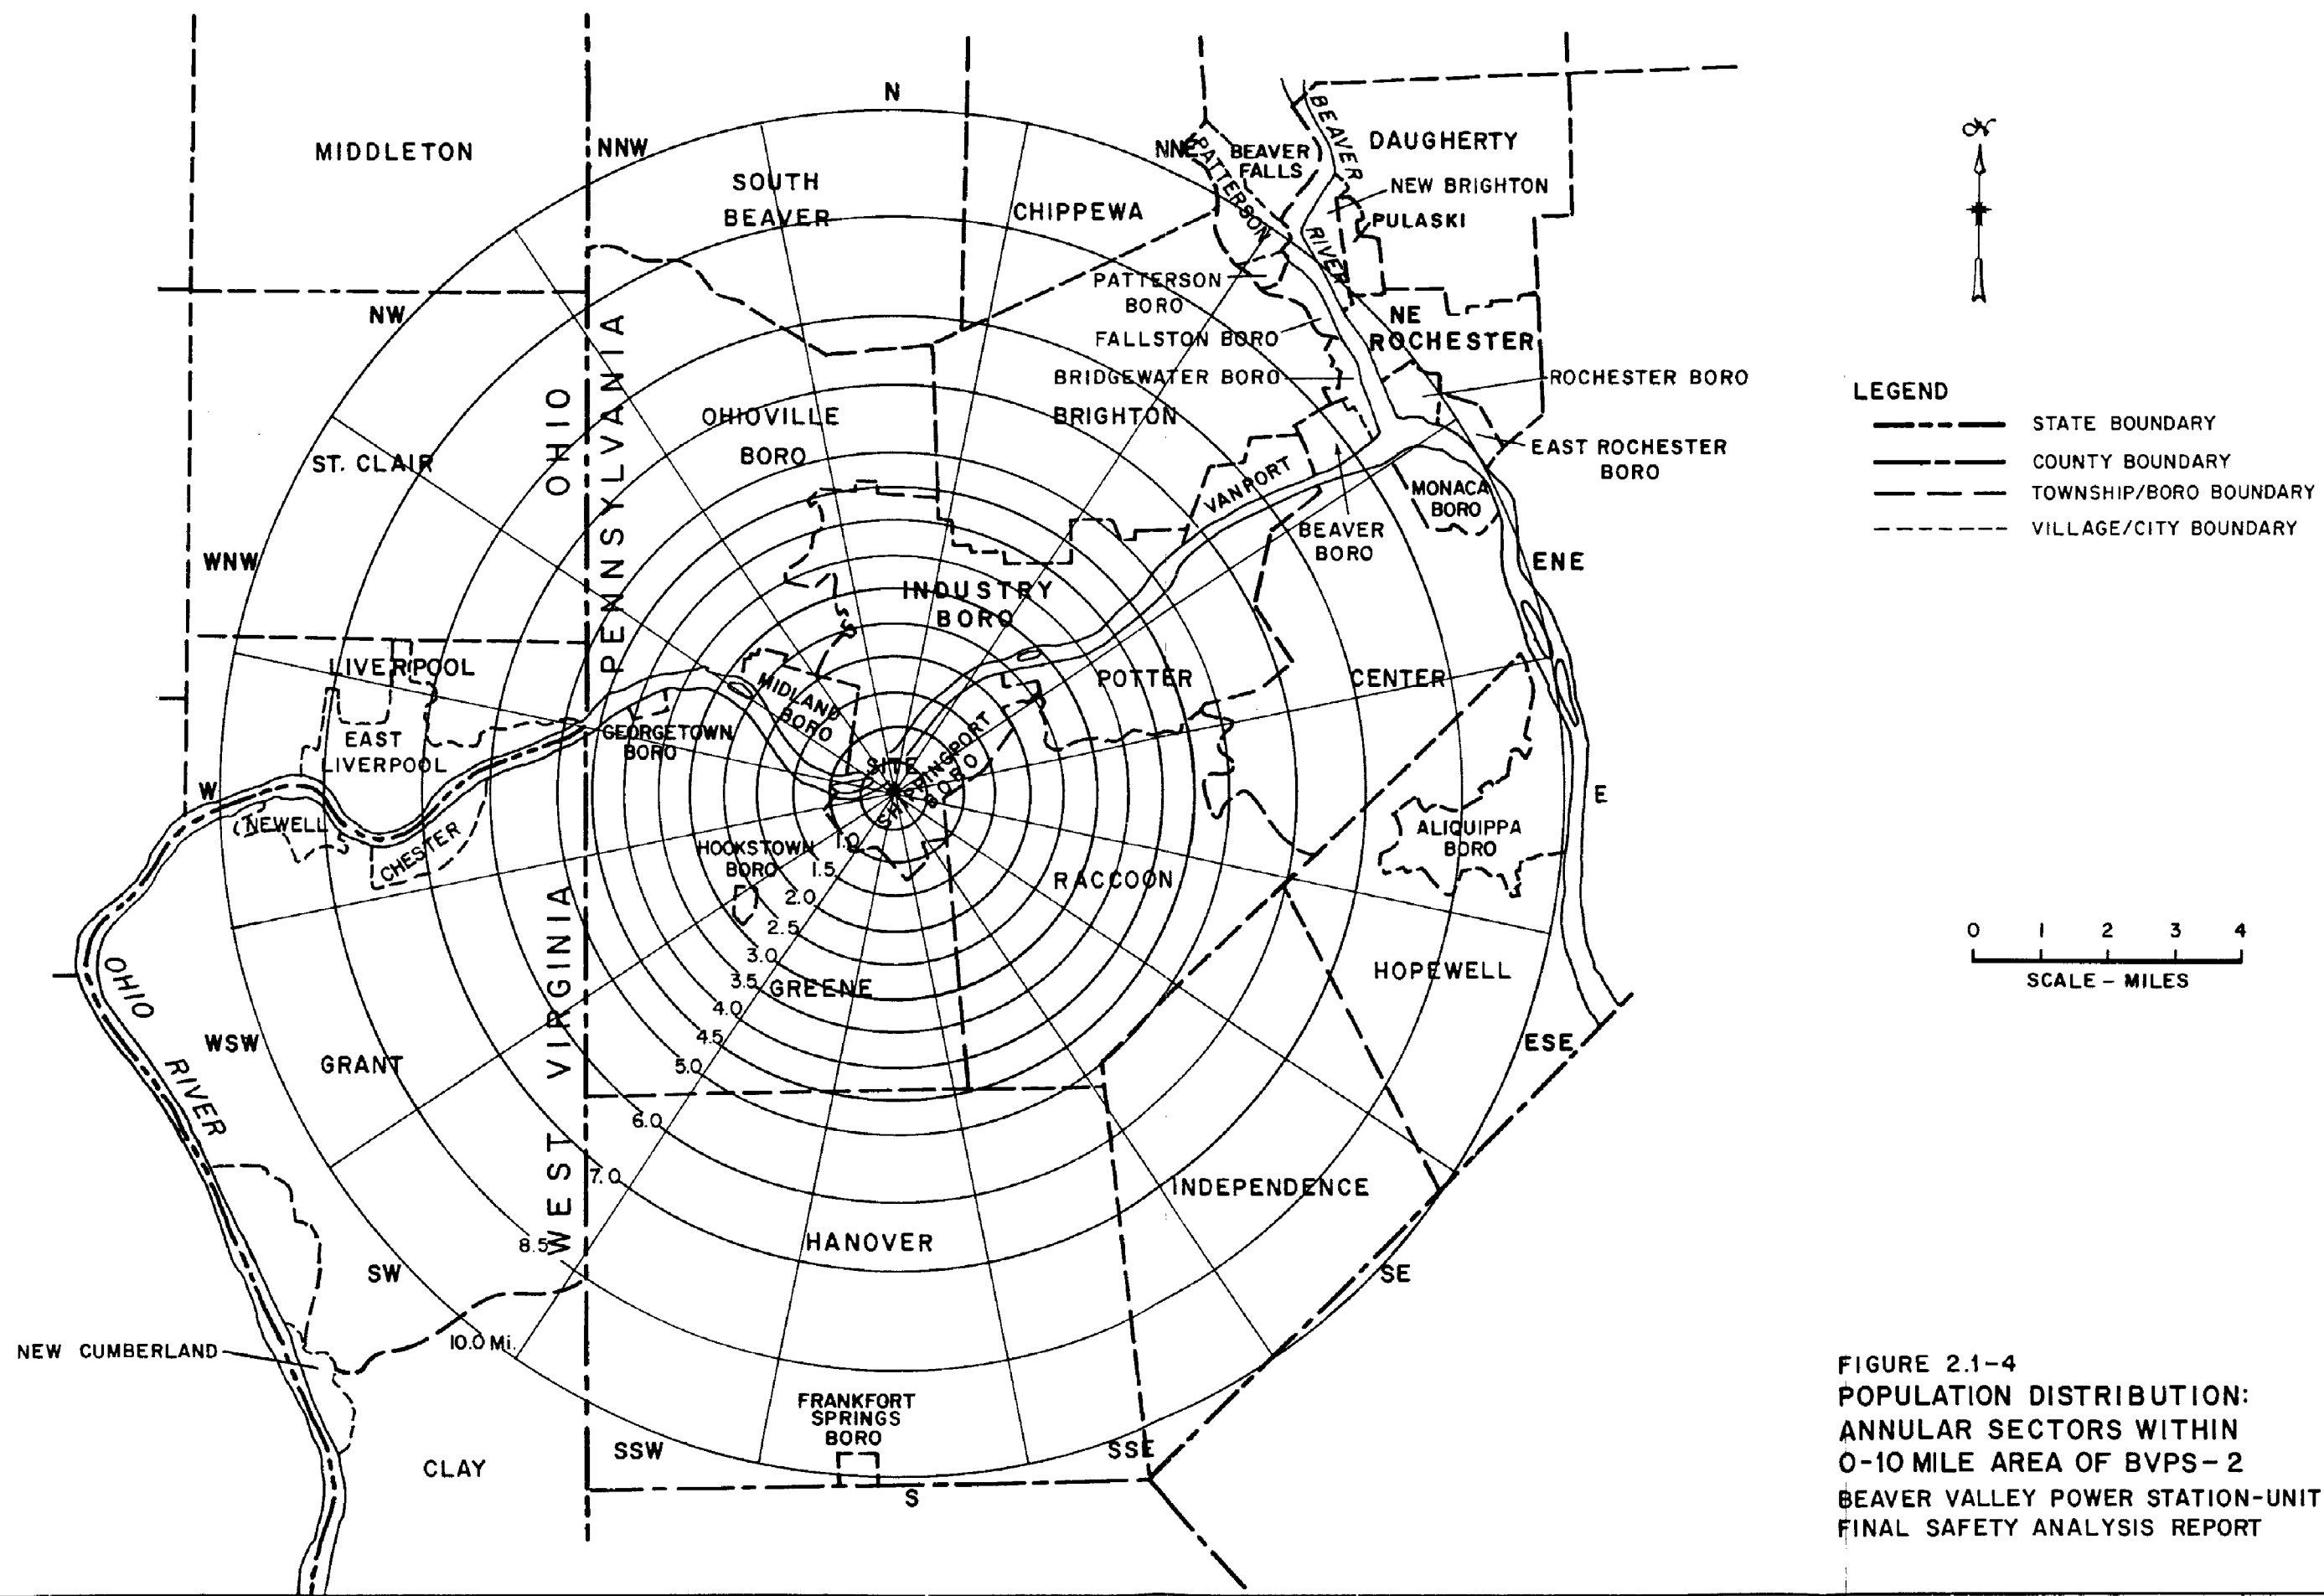 N
MIDDLETON
NNW
NNE
PATTERSON
BEAVER
FALLS
BEAVER
RIVER
DAUGHERTY
SOUTH
BEAVER
CHIPPEWA
NEW BRIGHTON
PULASKI
NW
PATTERSON
BORO
FALLSTON BORO
NE
ROCHESTER
BRIDGEWATER BORO
ROCHESTER BORO
OHIO
PENNSYLVANIA
OHIOVILLE
BORO
BRIGHTON
EAST ROCHESTER
BORO
ST. CLAIR
VANPORT
MONACA
BORO
BEAVER
BORO
WNW
ENE
INDUSTRY
BORO
LIVERPOOL
MIDLAND
BORO
POTTER
CENTER
EAST
LIVERPOOL
GEORGETOWN
BORO
SITE
SHIPPINGPORT
BORO
W
E
NEWELL
CHESTER
HOOKSTOWN
BORO
ALIQUIPPA
BORO
RACCOON
1.0
1.5
2.0
2.5
3.0
3.5
4.0
4.5
5.0
6.0
7.0
8.5
10.0 Mi.
GREENE
HOPEWELL
OHIO
RIVER
WEST VIRGINIA
WSW
GRANT
ESE
INDEPENDENCE
HANOVER
SW
SE
NEW CUMBERLAND
FRANKFORT
SPRINGS
BORO
CLAY
SSW
SSE
S
N
LEGEND
STATE BOUNDARY
COUNTY BOUNDARY
TOWNSHIP/BORO BOUNDARY
VILLAGE/CITY BOUNDARY
0 1 2 3 4
SCALE - MILES
FIGURE 2.1-4
POPULATION DISTRIBUTION:
ANNULAR SECTORS WITHIN
0-10 MILE AREA OF BVPS-2
BEAVER VALLEY POWER STATION-UNIT
FINAL SAFETY ANALYSIS REPORT